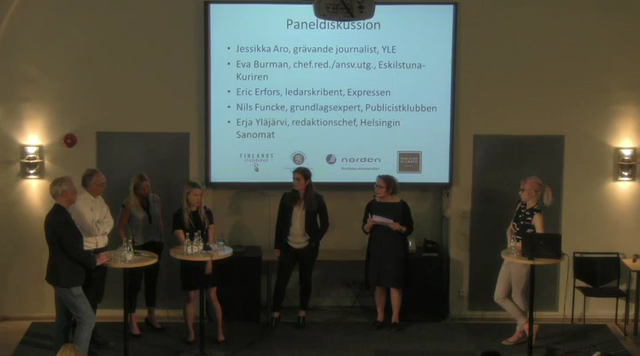 Paneldiskussion
• Jessikka Aro, grävande journalist, YLE
• Eva Burman, chef.red./ansv.utg., Eskilstuna-
Kuriren
• Eric Erfors, ledarskribent, Expressen
• Nils Funcke, grundlagsexpert, Publicistklubben
• Erja Yläjärvi, redaktionschef, Helsingin
Sanomat
FINLANDS
norden